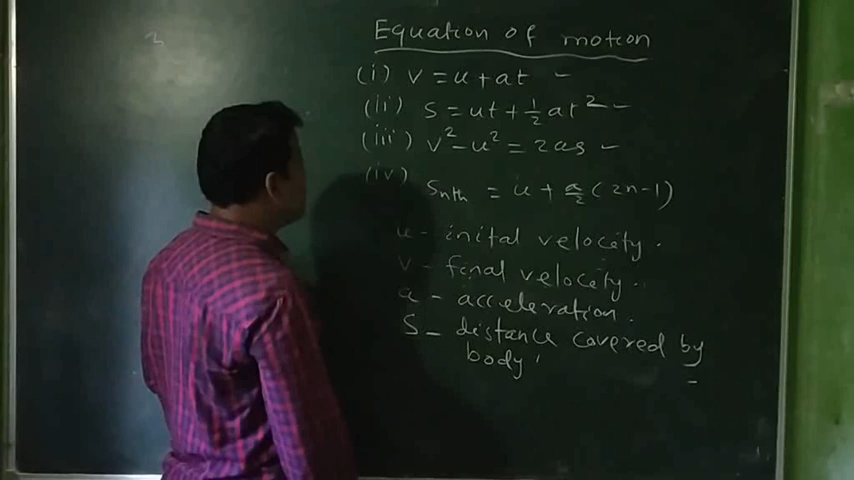 Equation of motion
(i) v = u + at -
(ii) s = ut + 1/2 at² -
(iii) v² - u² = 2as -
(iv) Snth = u + a/2 (2n-1)
u - inital velocity.
v - final velocity.
a - acceleration.
S - distance covered by
body